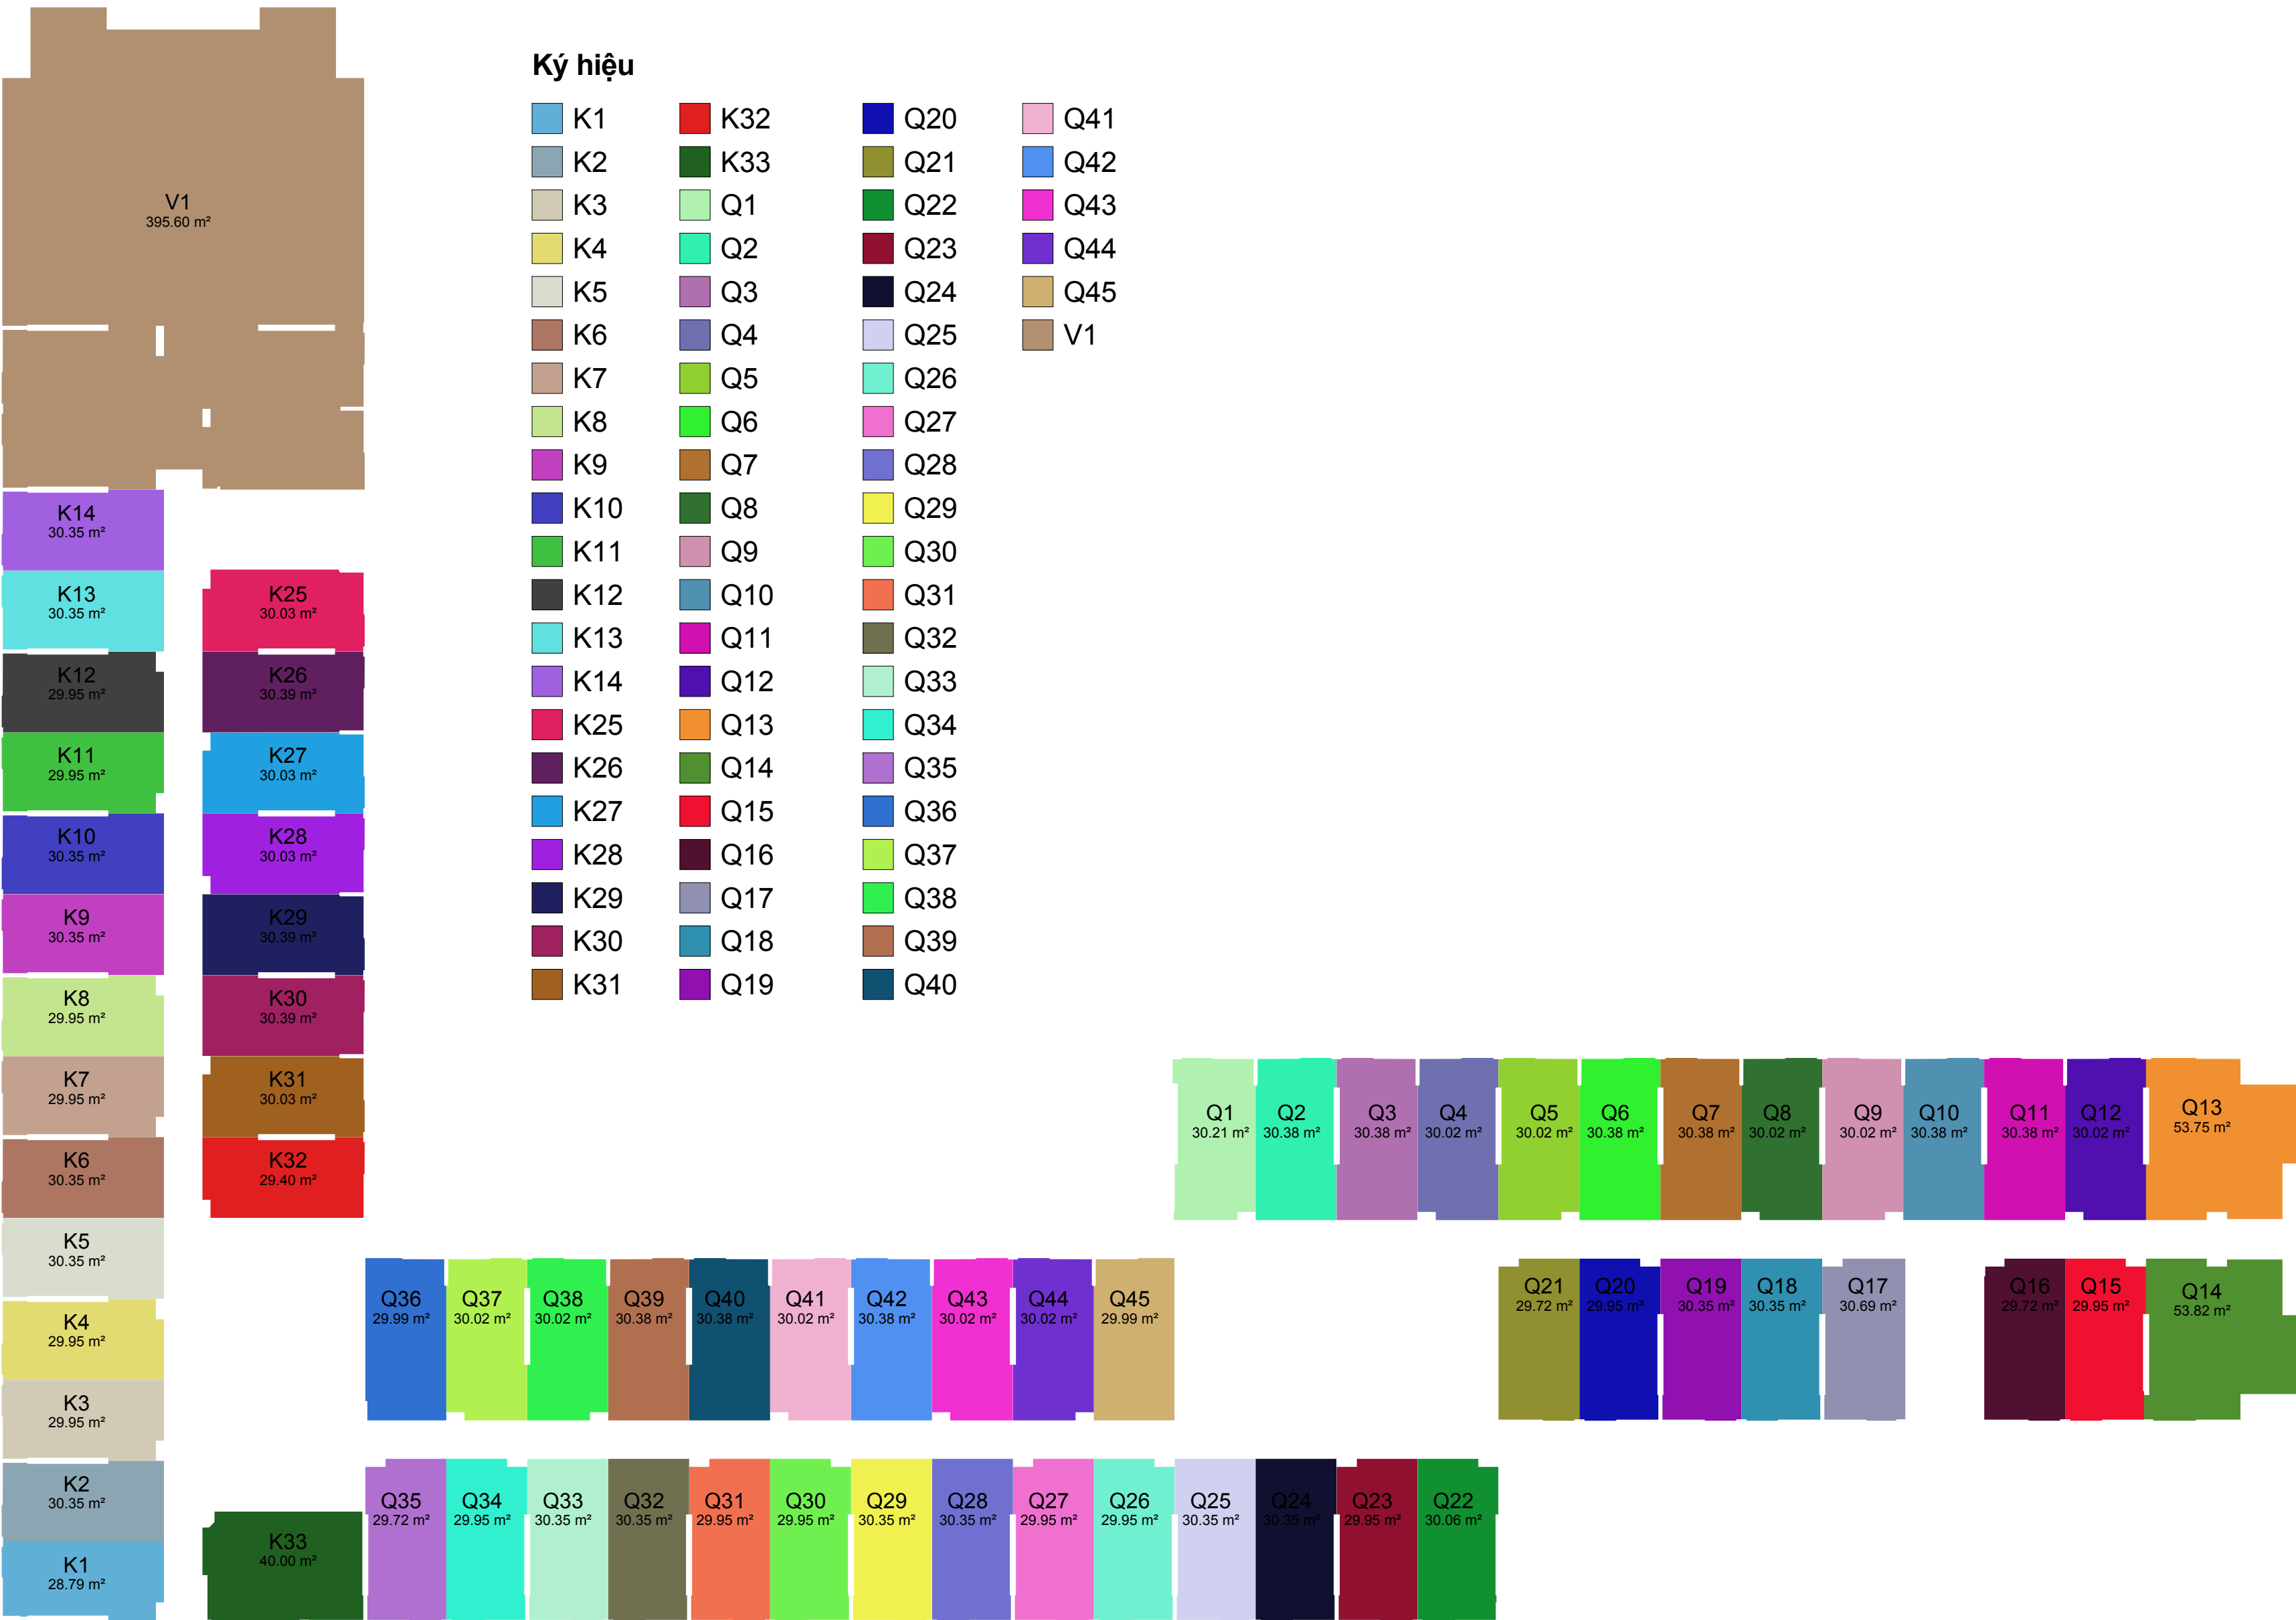 Ký hiệu
K1
K2
K3
K4
K5
K6
K7
K8
K9
K10
K11
K12
K13
K14
K25
K26
K27
K28
K29
K30
K31
K32
K33
Q1
Q2
Q3
Q4
Q5
Q6
Q7
Q8
Q9
Q10
Q11
Q12
Q13
Q14
Q15
Q16
Q17
Q18
Q19
Q20
Q21
Q22
Q23
Q24
Q25
Q26
Q27
Q28
Q29
Q30
Q31
Q32
Q33
Q34
Q35
Q36
Q37
Q38
Q39
Q40
Q41
Q42
Q43
Q44
Q45
V1
V1
395.60 m²
K14
30.35 m²
K13
30.35 m²
K12
29.95 m²
K11
29.95 m²
K10
30.35 m²
K9
30.35 m²
K8
29.95 m²
K7
29.95 m²
K6
30.35 m²
K5
30.35 m²
K4
29.95 m²
K3
29.95 m²
K2
30.35 m²
K1
28.79 m²
K25
30.03 m²
K26
30.39 m²
K27
30.03 m²
K28
30.03 m²
K29
30.39 m²
K30
30.39 m²
K31
30.03 m²
K32
29.40 m²
K33
40.00 m²
Q1
30.21 m²
Q2
30.38 m²
Q3
30.38 m²
Q4
30.02 m²
Q5
30.02 m²
Q6
30.38 m²
Q7
30.38 m²
Q8
30.02 m²
Q9
30.02 m²
Q10
30.38 m²
Q11
30.38 m²
Q12
30.02 m²
Q13
53.75 m²
Q36
29.99 m²
Q37
30.02 m²
Q38
30.02 m²
Q39
30.38 m²
Q40
30.38 m²
Q41
30.02 m²
Q42
30.38 m²
Q43
30.02 m²
Q44
30.02 m²
Q45
29.99 m²
Q21
29.72 m²
Q20
29.95 m²
Q19
30.35 m²
Q18
30.35 m²
Q17
30.69 m²
Q16
29.72 m²
Q15
29.95 m²
Q14
53.82 m²
Q35
29.72 m²
Q34
29.95 m²
Q33
30.35 m²
Q32
30.35 m²
Q31
29.95 m²
Q30
29.95 m²
Q29
30.35 m²
Q28
30.35 m²
Q27
29.95 m²
Q26
29.95 m²
Q25
30.35 m²
Q24
30.35 m²
Q23
29.95 m²
Q22
30.06 m²